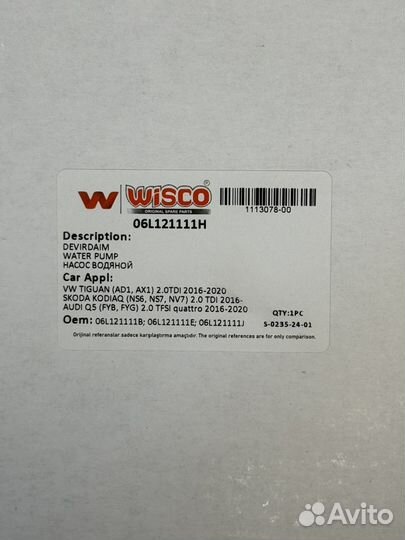 W WISCO®
ORIGINAL SPARE PARTS
1113078-00
06L121111H
Description:
DEVIRDAIM
WATER PUMP
НАСОС ВОДЯНОЙ
Car Appl:
VW TIGUAN (AD1, AX1) 2.0TDI 2016-2020
SKODA KODIAQ (NS6, NS7, NV7) 2.0 TDI 2016-
AUDI Q5 (FYB, FYG) 2.0 TFSI quattro 2016-2020
QTY:1PC
Oem: 06L121111B; 06L121111E; 06L121111J
S-0235-24-01
Orijinal referanslar sadece karşılaştırma amaçlıdır. The original references are for only comparison.
Avito